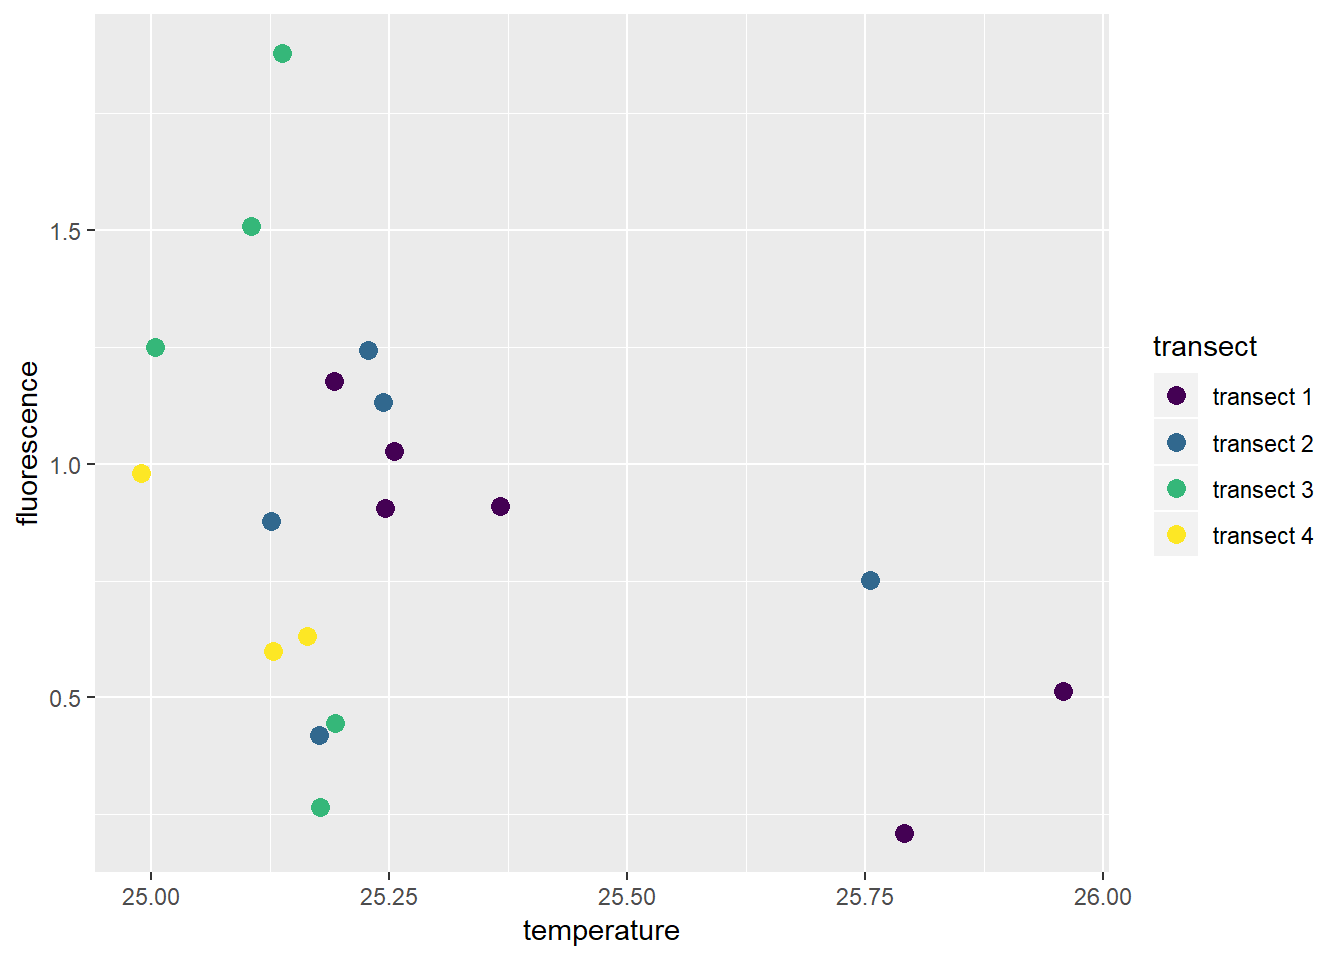 1.5
1.0
0.5
fluorescence
25.00 25.25 25.50 25.75 26.00
temperature
transect
transect 1
transect 2
transect 3
transect 4